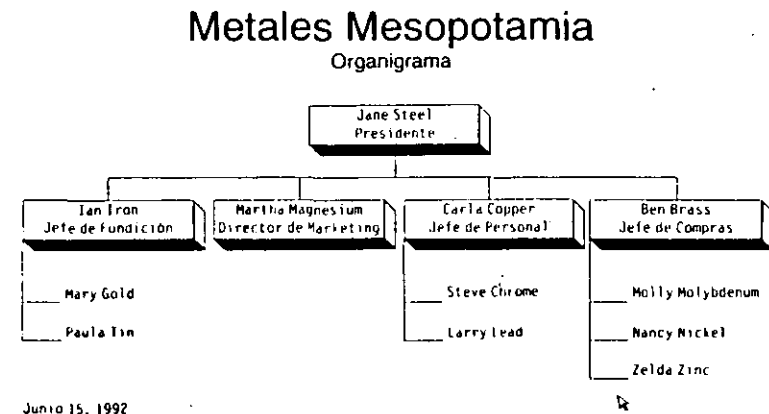 Metales Mesopotamia
Organigrama
Jane Steel
Presidente
Ian Iron
Jefe de Fundición
Martha Magnesium
Director de Marketing
Carla Copper
Jefe de Personal
Ben Brass
Jefe de Compras
Mary Gold
Paula Tin
Steve Chrome
Larry Lead
Molly Molybdenum
Nancy Nickel
Zelda Zinc
Junio 15, 1992